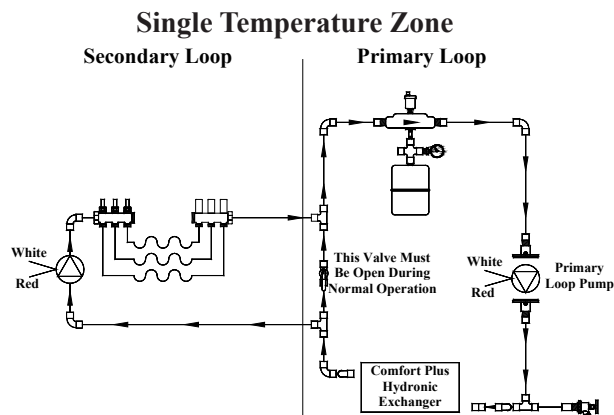 Single Temperature Zone
Secondary Loop
Primary Loop
This Valve Must
Be Open During
Normal Operation
White
Red
White
Red
Primary
Loop Pump
Comfort Plus
Hydronic
Exchanger